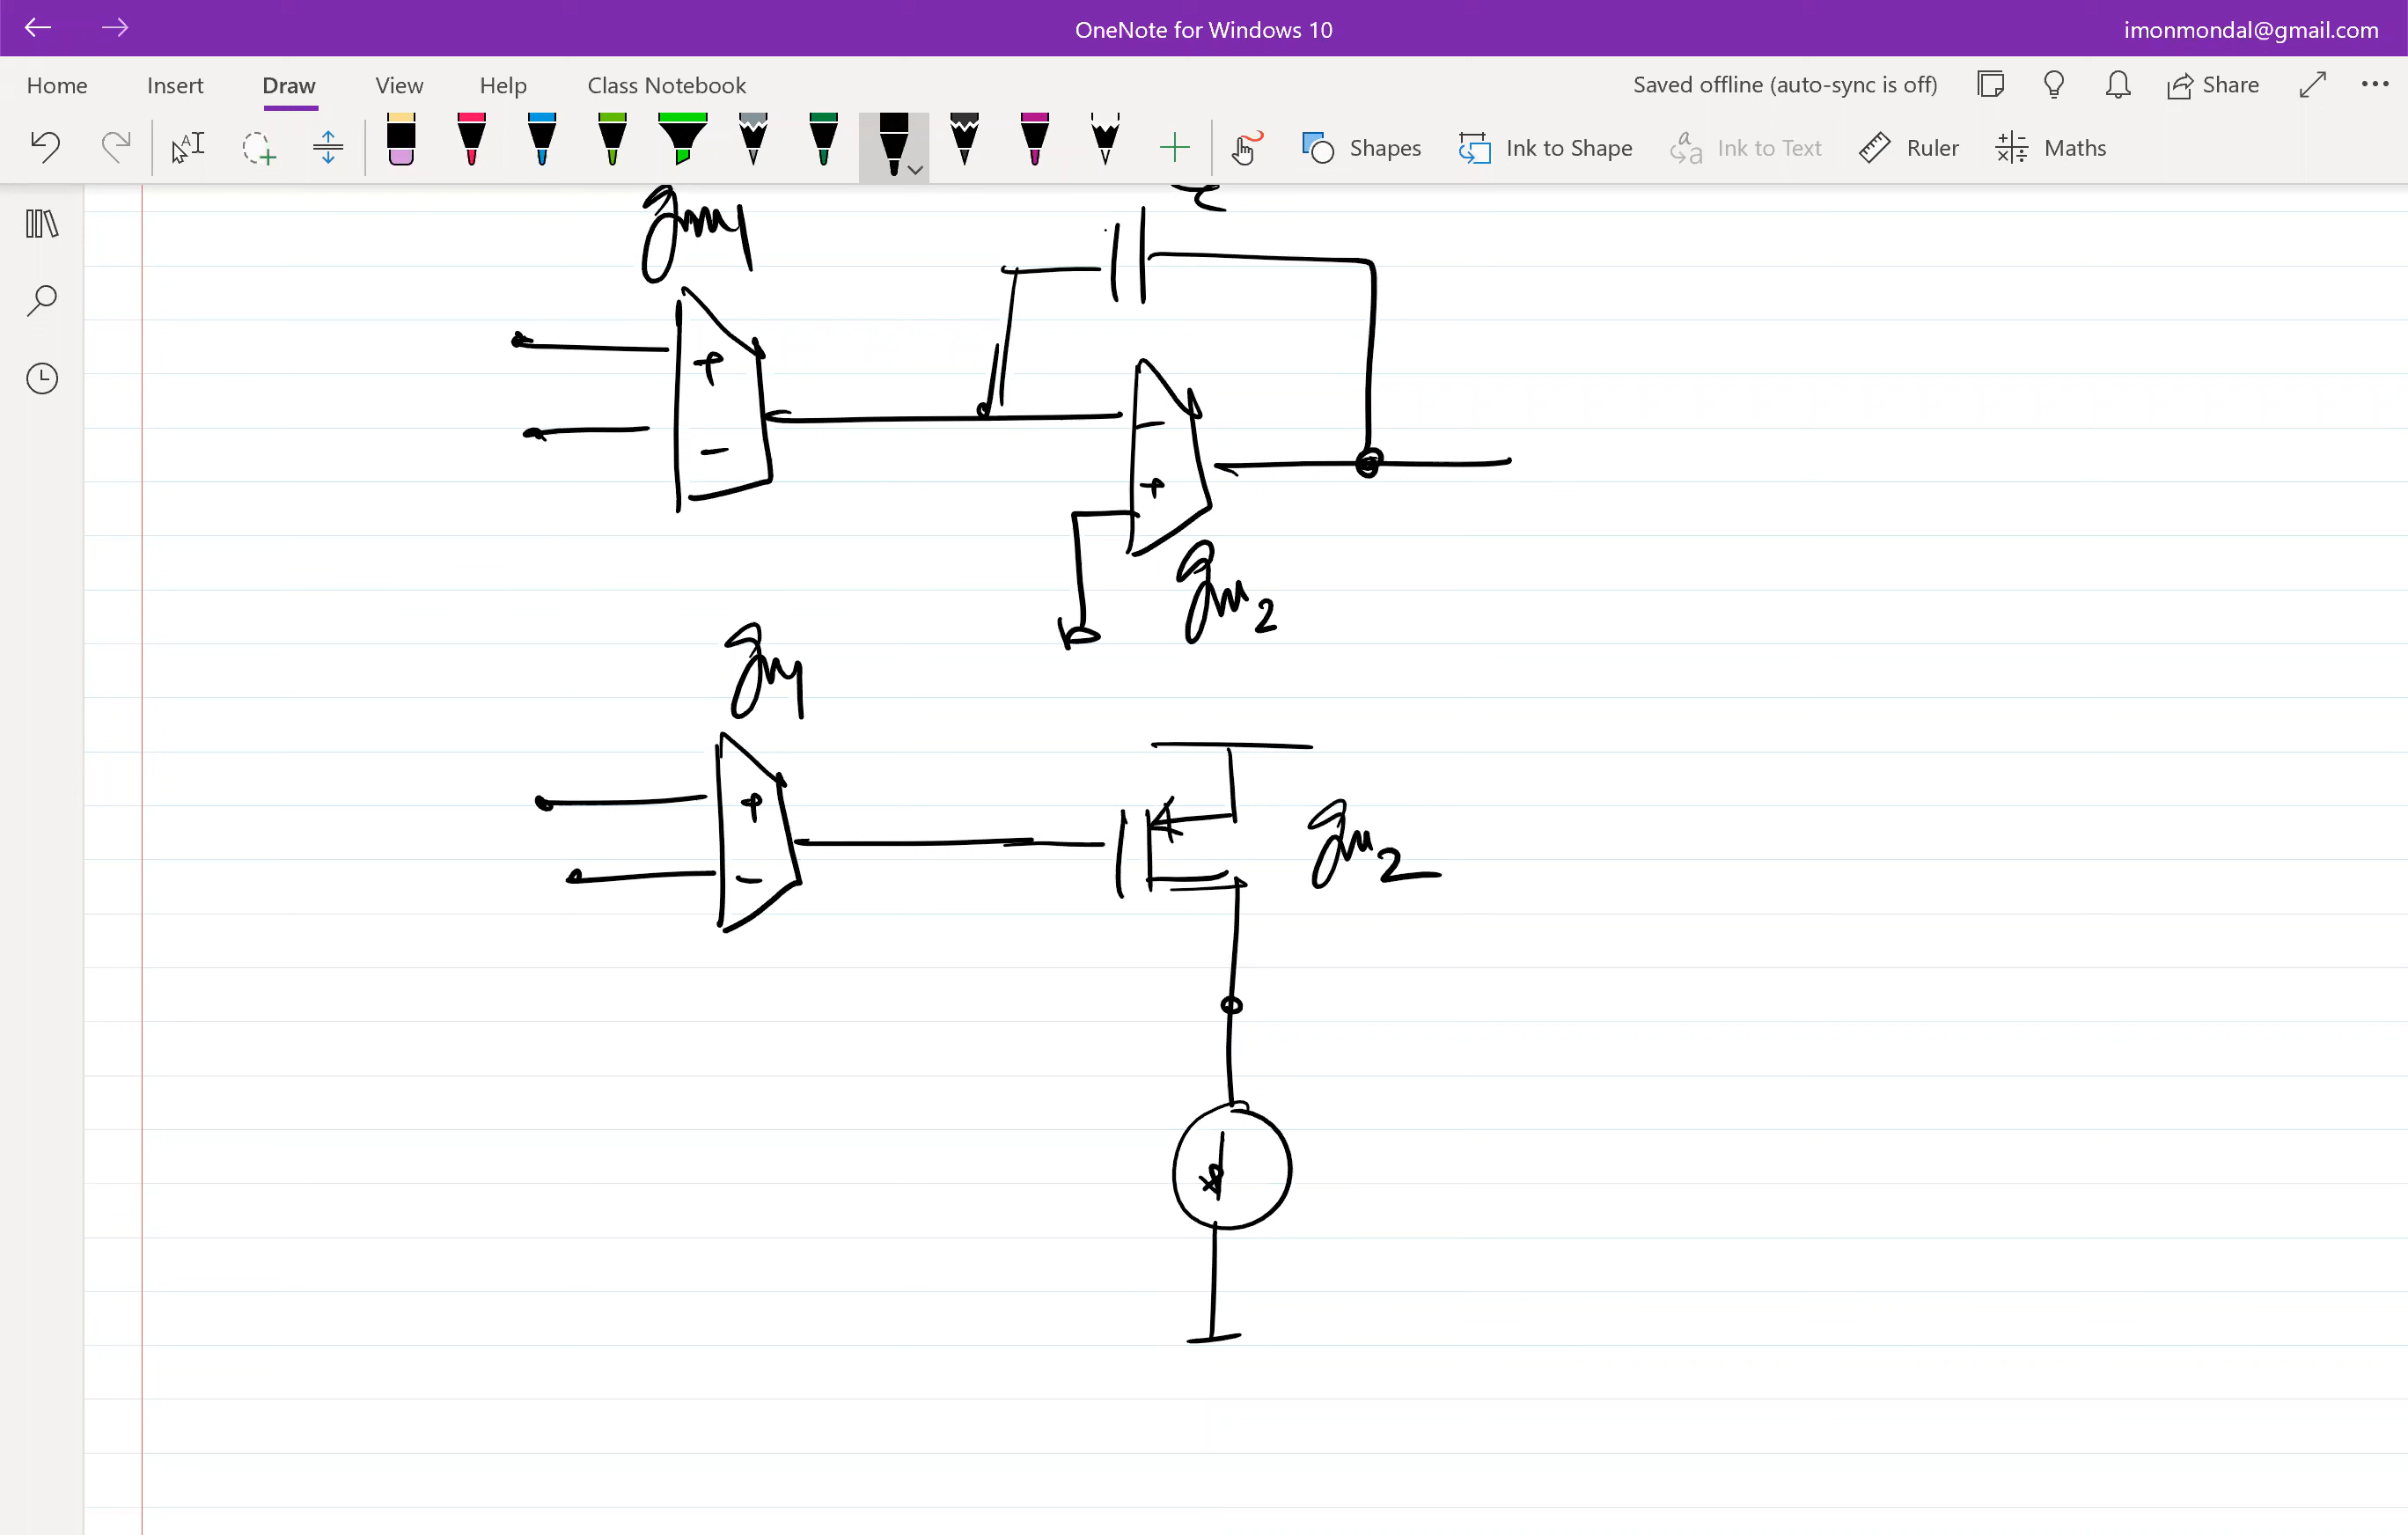 OneNote for Windows 10
imonmondal@gmail.com
Home Insert Draw View Help Class Notebook
Saved offline (auto-sync is off) Share
Shapes Ink to Shape Ink to Text Ruler Maths
gm1
+
-
-
+
gm2
gm1
+
-
gm2